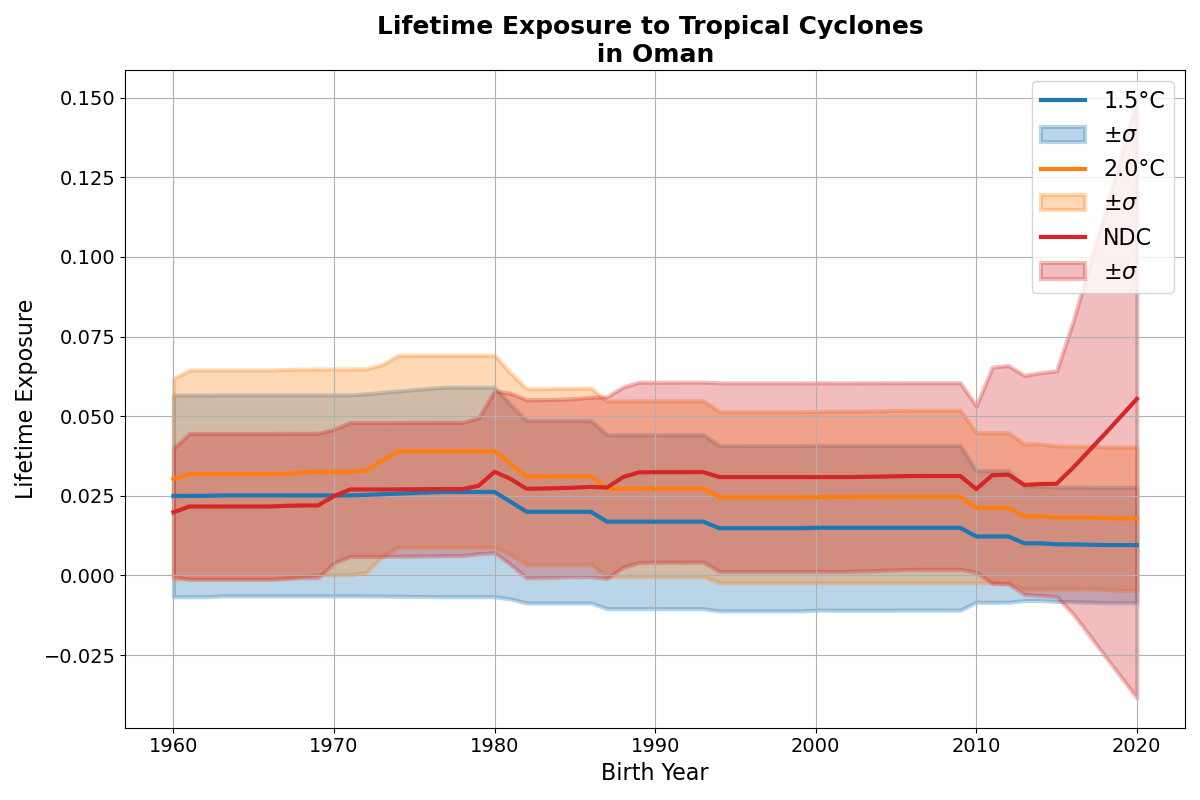 Lifetime Exposure to Tropical Cyclones
in Oman
0.150
0.125
0.100
0.075
0.050
0.025
0.000
−0.025
Lifetime Exposure
1.5°C
±σ
2.0°C
±σ
NDC
±σ
1960 1970 1980 1990 2000 2010 2020
Birth Year